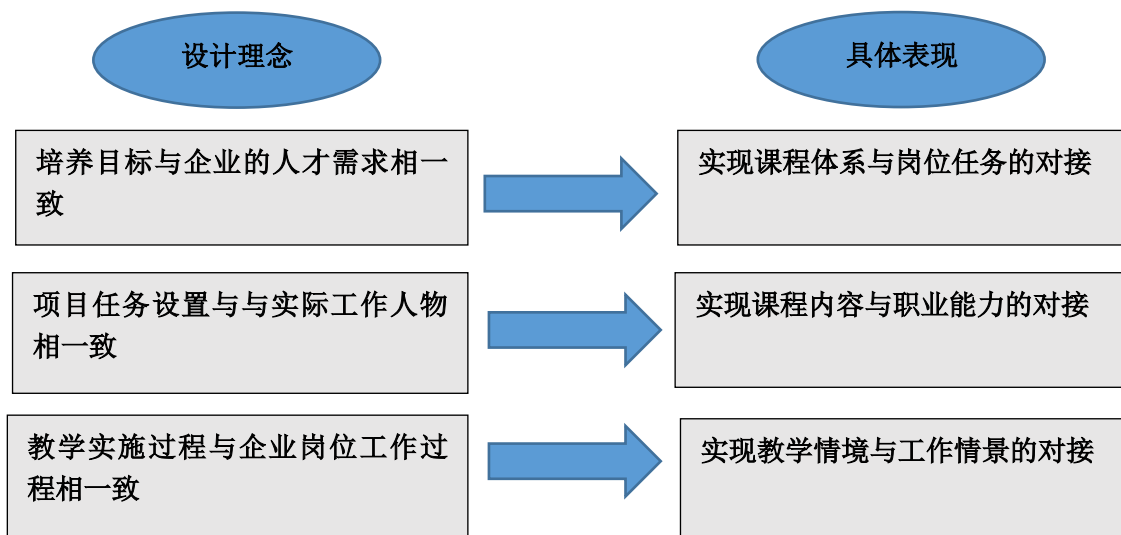 设计理念
具体表现
培养目标与企业的人才需求相一
致
实现课程体系与岗位任务的对接
项目任务设置与与实际工作人物
相一致
实现课程内容与职业能力的对接
教学实施过程与企业岗位工作过
程相一致
实现教学情境与工作情景的对接